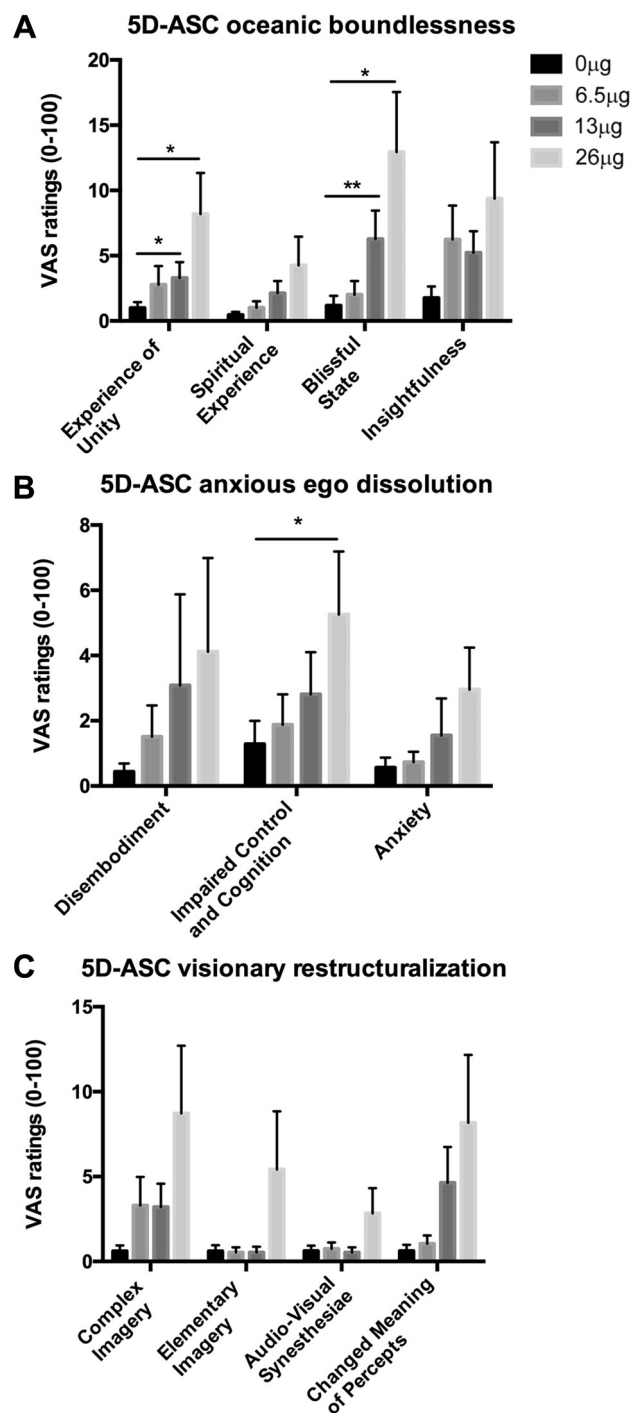 A
5D-ASC oceanic boundlessness
VAS ratings (0-100)
20
15
10
5
0
*
*
*
**
0µg
6.5µg
13µg
26µg
Experience of
Unity
Spiritual
Experience
Blissful
State
Insightfulness
B
5D-ASC anxious ego dissolution
VAS ratings (0-100)
8
6
4
2
0
*
Disembodiment
Impaired Control
and Cognition
Anxiety
C
5D-ASC visionary restructuralization
VAS ratings (0-100)
15
10
5
0
Complex
Imagery
Elementary
Imagery
Audio-Visual
Synesthesiae
Changed Meaning
of Percepts